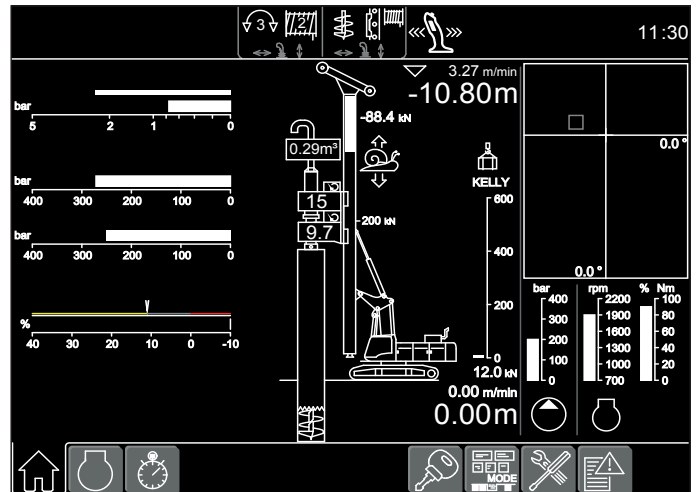 3 2 11:30
3.27 m/min
-10.80m
bar
5 2 1 0
-88.4 kN
0.29m³
0.0 °
KELLY
bar
400 300 200 100 0
15
600
200 kN
9.7
bar
400 300 200 100 0
400
0.0 °
bar rpm % Nm
400 2200 100
300 1900 80
200 1600 60
100 1300 40
1000 20
0 700 0
200
%
40 30 20 10 0 -10
0
12.0 kN
0.00 m/min
0.00m
MODE